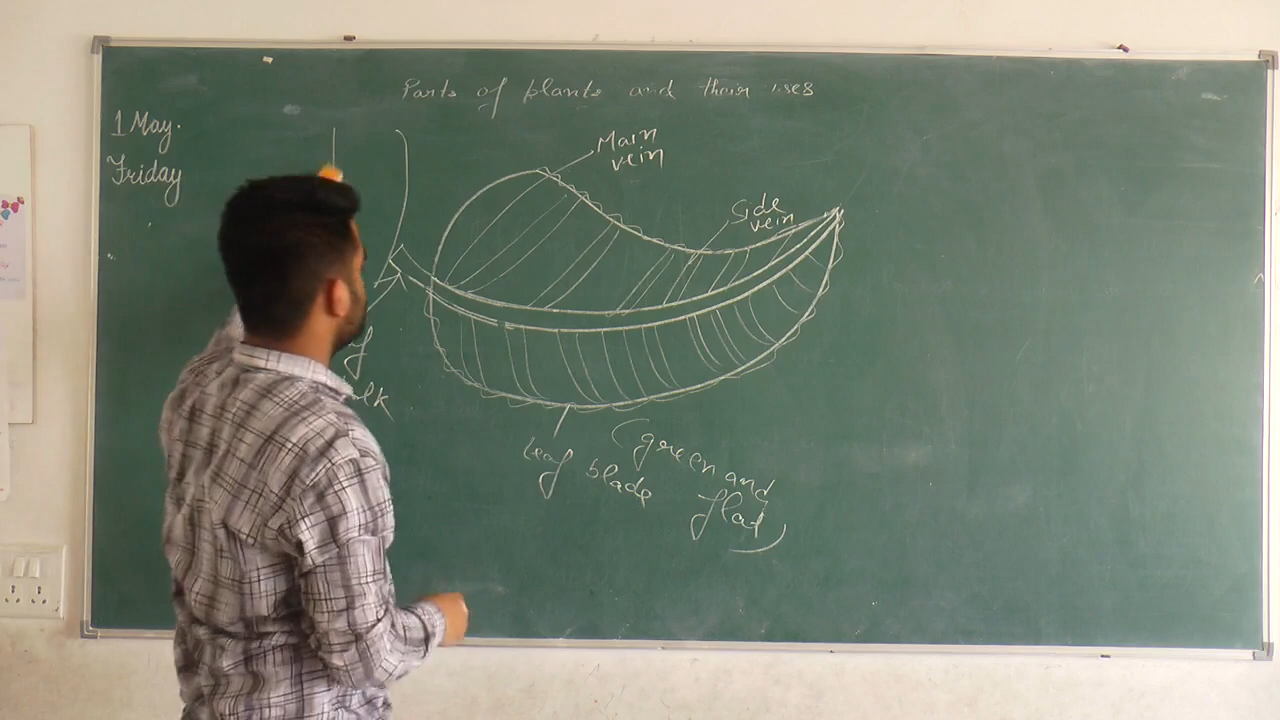 Parts of plants and their uses
1 May.
Friday
Main
vein
Side
vein
Leaf blade
(green and
flat)